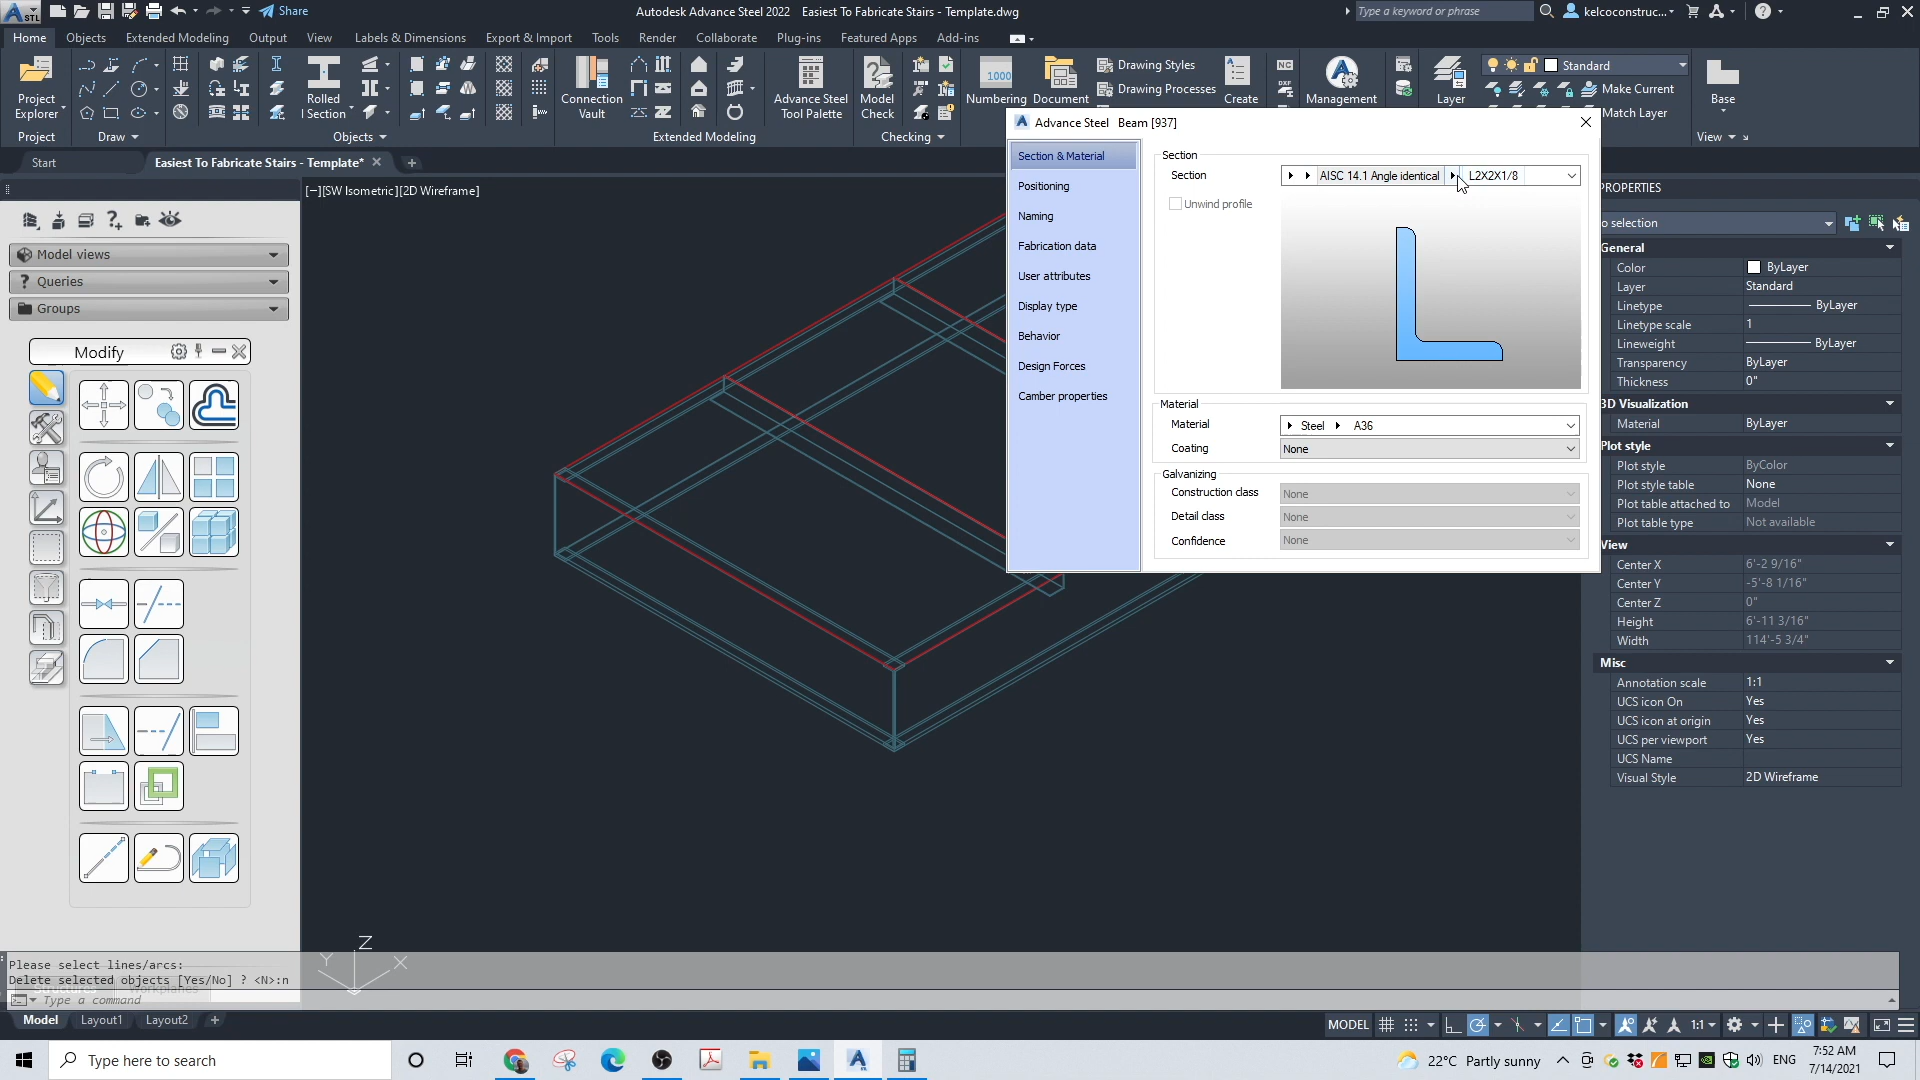 STL
Share
Autodesk Advance Steel 2022 Easiest To Fabricate Stairs - Template.dwg
Type a keyword or phrase
kelcoconstruc...
Home Objects Extended Modeling Output View Labels & Dimensions Export & Import Tools Render Collaborate Plug-ins Featured Apps Add-ins
Project
Explorer
Rolled
I Section
Connection
Vault
Advance Steel
Tool Palette
Model
Check
1000
Numbering
Document
Drawing Styles
Drawing Processes
Create
NC
DXF
Management
Layer
Standard
Make Current
Match Layer
Base
Project Draw Objects Extended Modeling Checking View
Start
Easiest To Fabricate Stairs - Template*
[−][SW Isometric][2D Wireframe]
Model views
Queries
Groups
Modify
Advance Steel Beam [937]
Section & Material
Positioning
Naming
Fabrication data
User attributes
Display type
Behavior
Design Forces
Camber properties
Section
Section AISC 14.1 Angle identical L2X2X1/8
Unwind profile
Material
Material Steel A36
Coating None
Galvanizing
Construction class None
Detail class None
Confidence None
PROPERTIES
o selection
General
Color ByLayer
Layer Standard
Linetype ByLayer
Linetype scale 1
Lineweight ByLayer
Transparency ByLayer
Thickness 0"
3D Visualization
Material ByLayer
Plot style
Plot style ByColor
Plot style table None
Plot table attached to Model
Plot table type Not available
View
Center X 6'-2 9/16"
Center Y -5'-8 1/16"
Center Z 0"
Height 6'-11 3/16"
Width 114'-5 3/4"
Misc
Annotation scale 1:1
UCS icon On Yes
UCS icon at origin Yes
UCS per viewport Yes
UCS Name
Visual Style 2D Wireframe
Z
Y
X
Please select lines/arcs:
Delete selected objects [Yes/No] ? <N>:n
Structures Workplanes
Type a command
Model Layout1 Layout2
MODEL
1:1
Type here to search
22°C Partly sunny
ENG
7:52 AM
7/14/2021